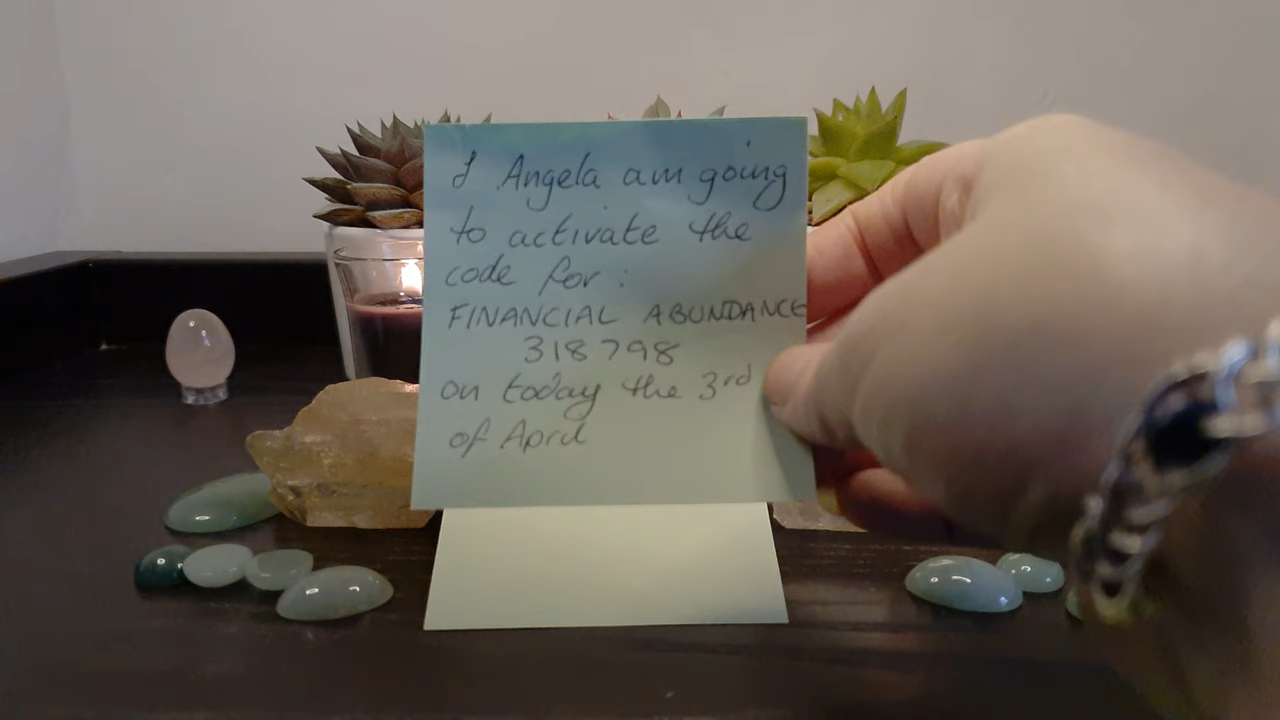 I Angela am going
to activate the
code for:
FINANCIAL ABUNDANCE
318798
on today the 3rd
of April